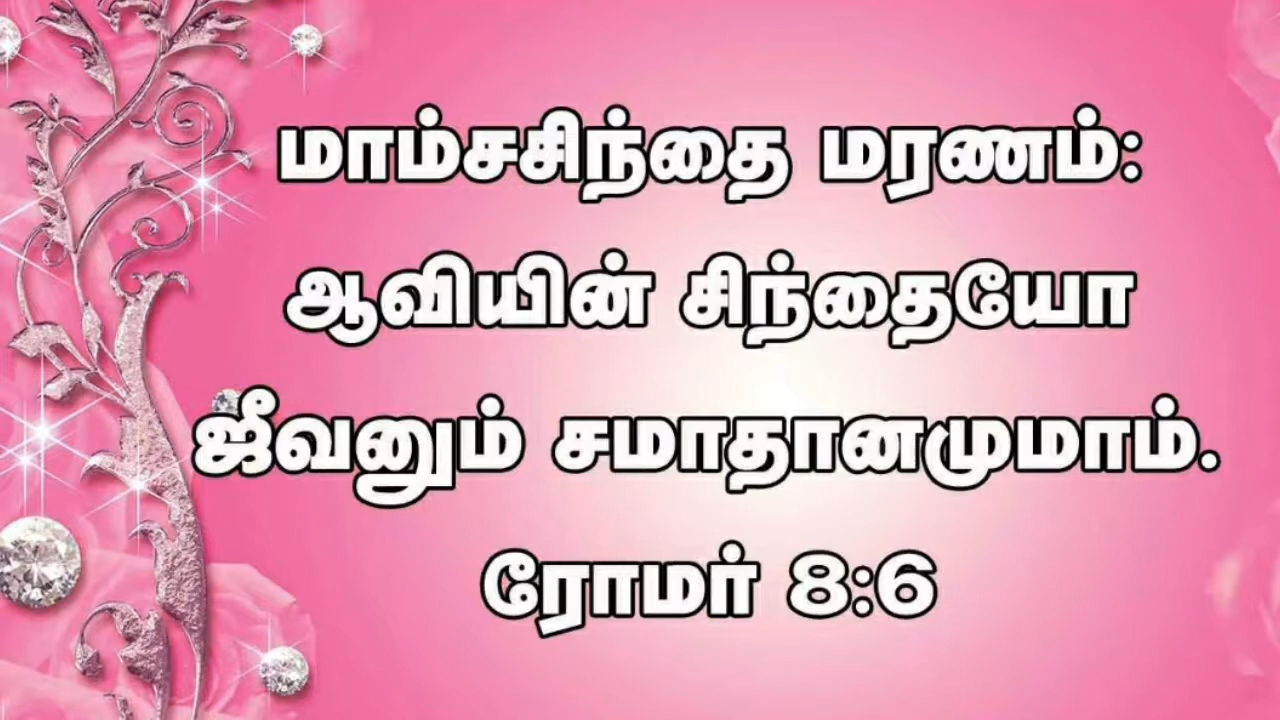 மாம்சசிந்தை மரணம்:
ஆவியின் சிந்தையோ
ஜீவனும் சமாதானமுமாம்.
ரோமர் 8:6